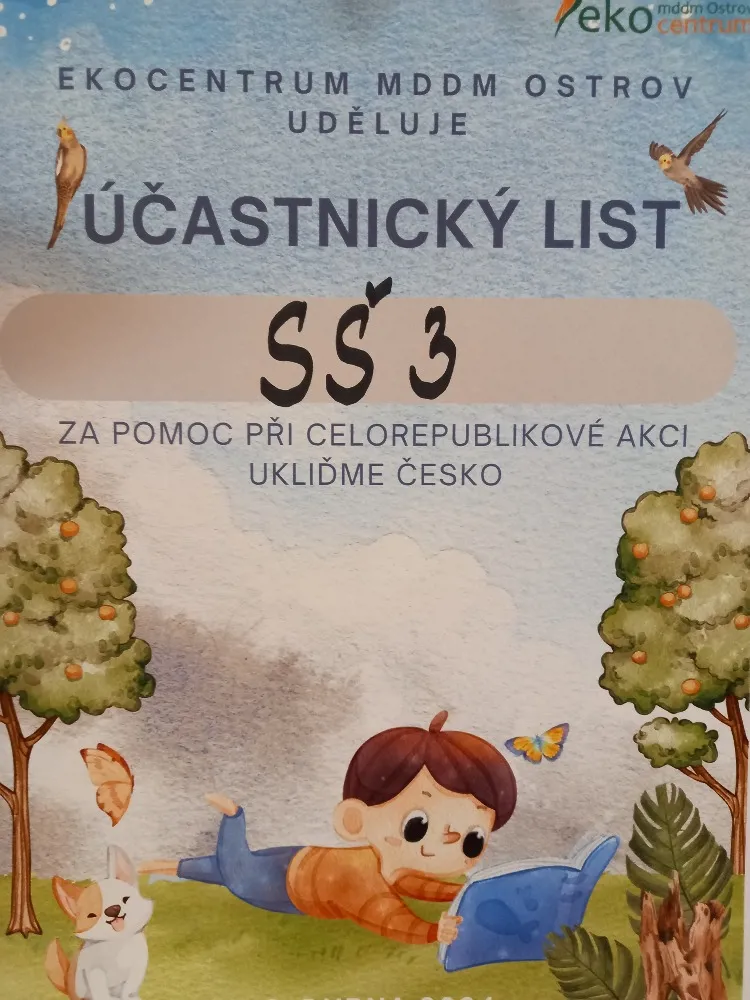 eko mddm Ostrov
centrum
EKOCENTRUM MDDM OSTROV
UDĚLUJE
ÚČASTNICKÝ LIST
SŠ 3
ZA POMOC PŘI CELOREPUBLIKOVÉ AKCI
UKLIĎME ČESKO